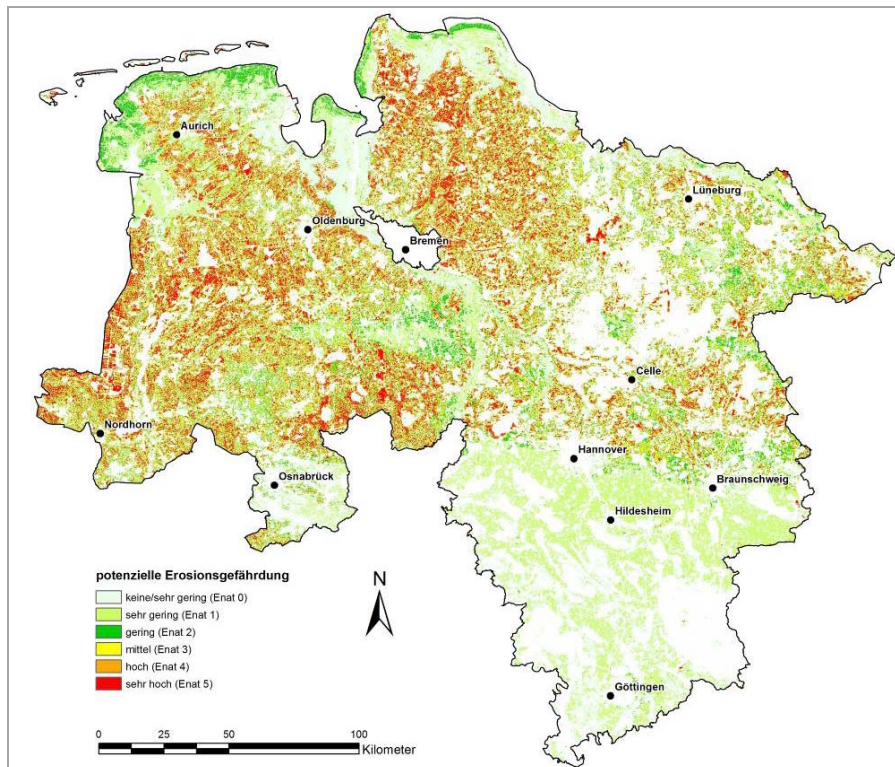 Aurich
Lüneburg
Oldenburg
Bremen
Celle
Nordhorn
Hannover
Osnabrück
Braunschweig
Hildesheim
Göttingen
potenzielle Erosionsgefährdung
keine/sehr gering (Enat 0)
sehr gering (Enat 1)
gering (Enat 2)
mittel (Enat 3)
hoch (Enat 4)
sehr hoch (Enat 5)
N
0 25 50 100
Kilometer